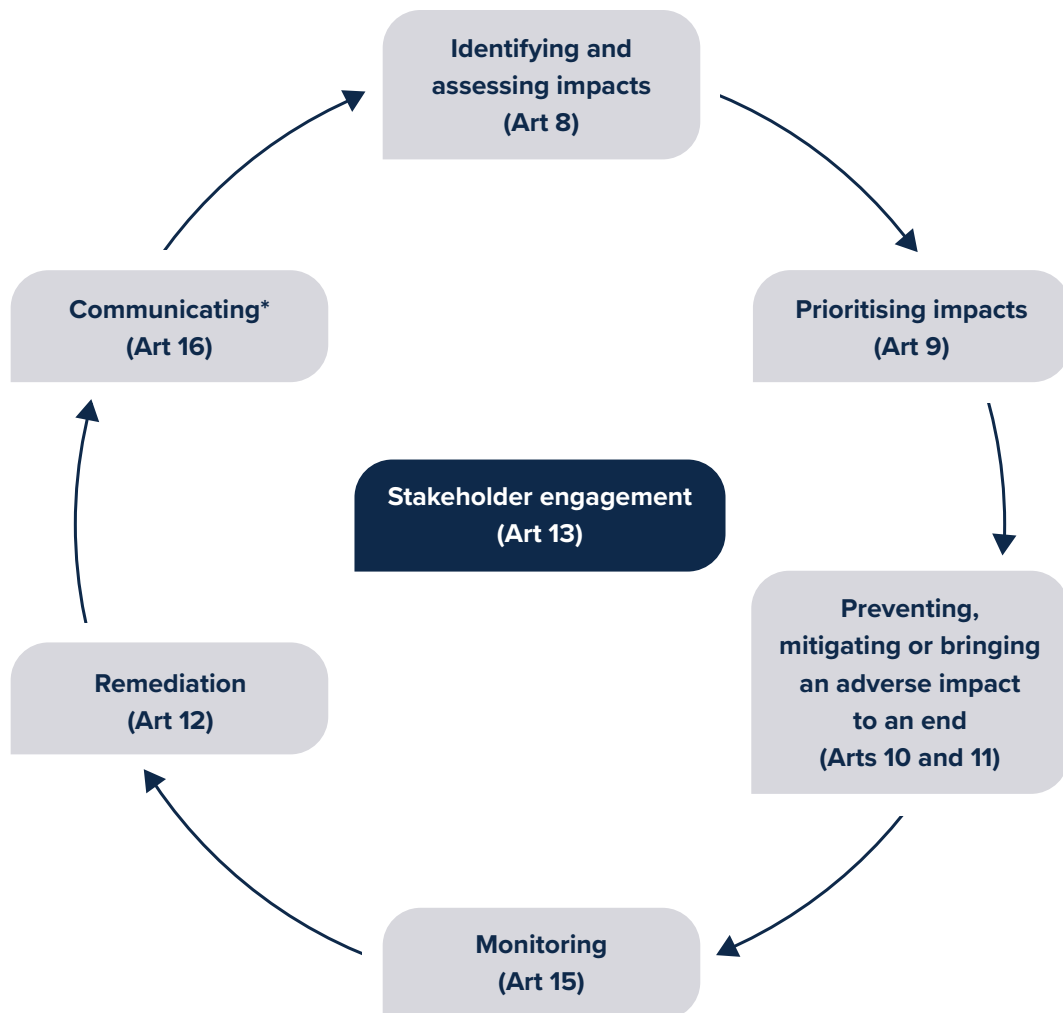 Identifying and
assessing impacts
(Art 8)
Prioritising impacts
(Art 9)
Preventing,
mitigating or bringing
an adverse impact
to an end
(Arts 10 and 11)
Monitoring
(Art 15)
Remediation
(Art 12)
Communicating*
(Art 16)
Stakeholder engagement
(Art 13)